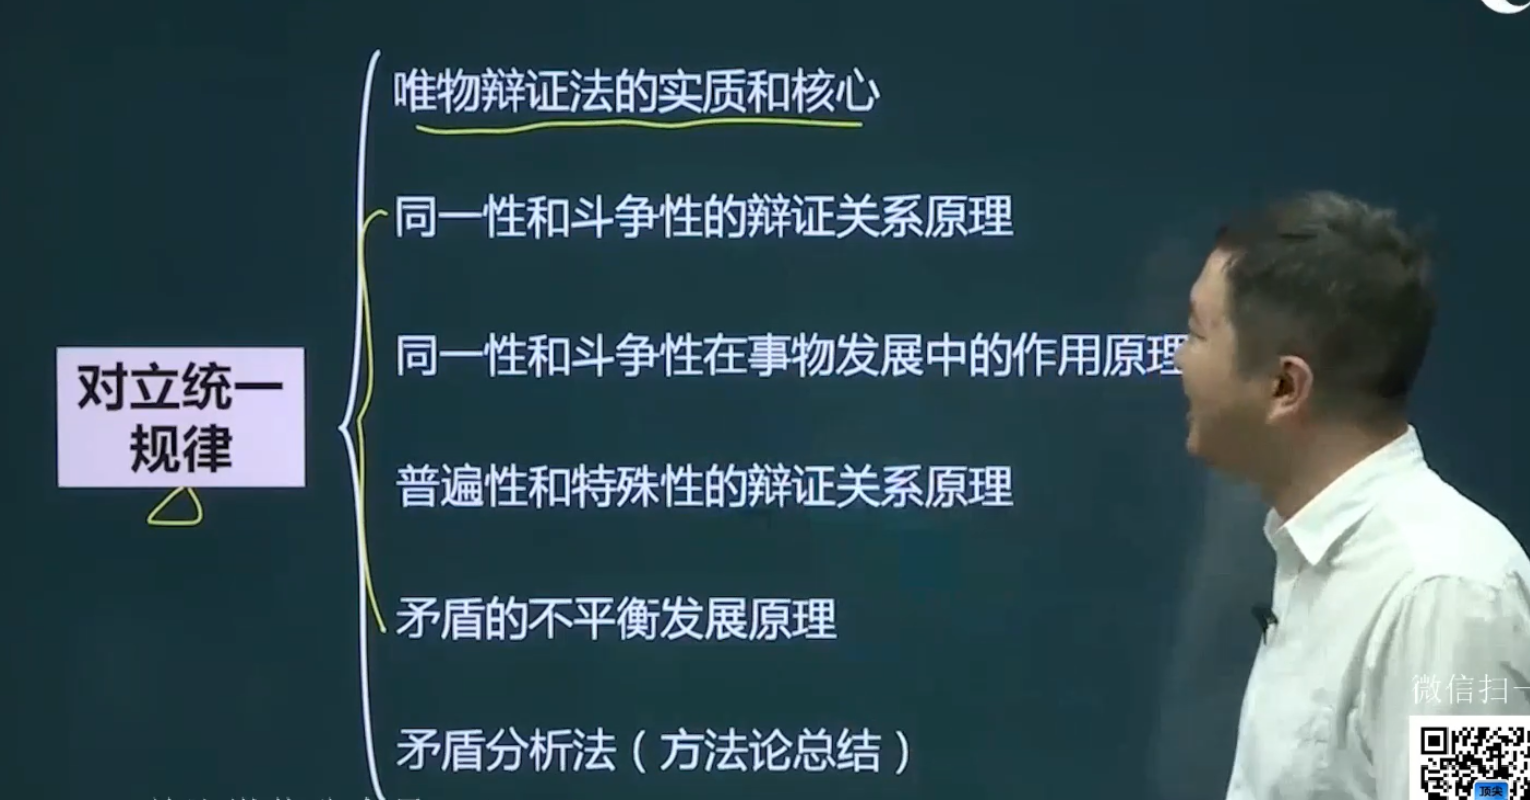 唯物辩证法的实质和核心
同一性和斗争性的辩证关系原理
同一性和斗争性在事物发展中的作用原理
对立统一
规律
普遍性和特殊性的辩证关系原理
矛盾的不平衡发展原理
矛盾分析法（方法论总结）
微信扫一
顶尖